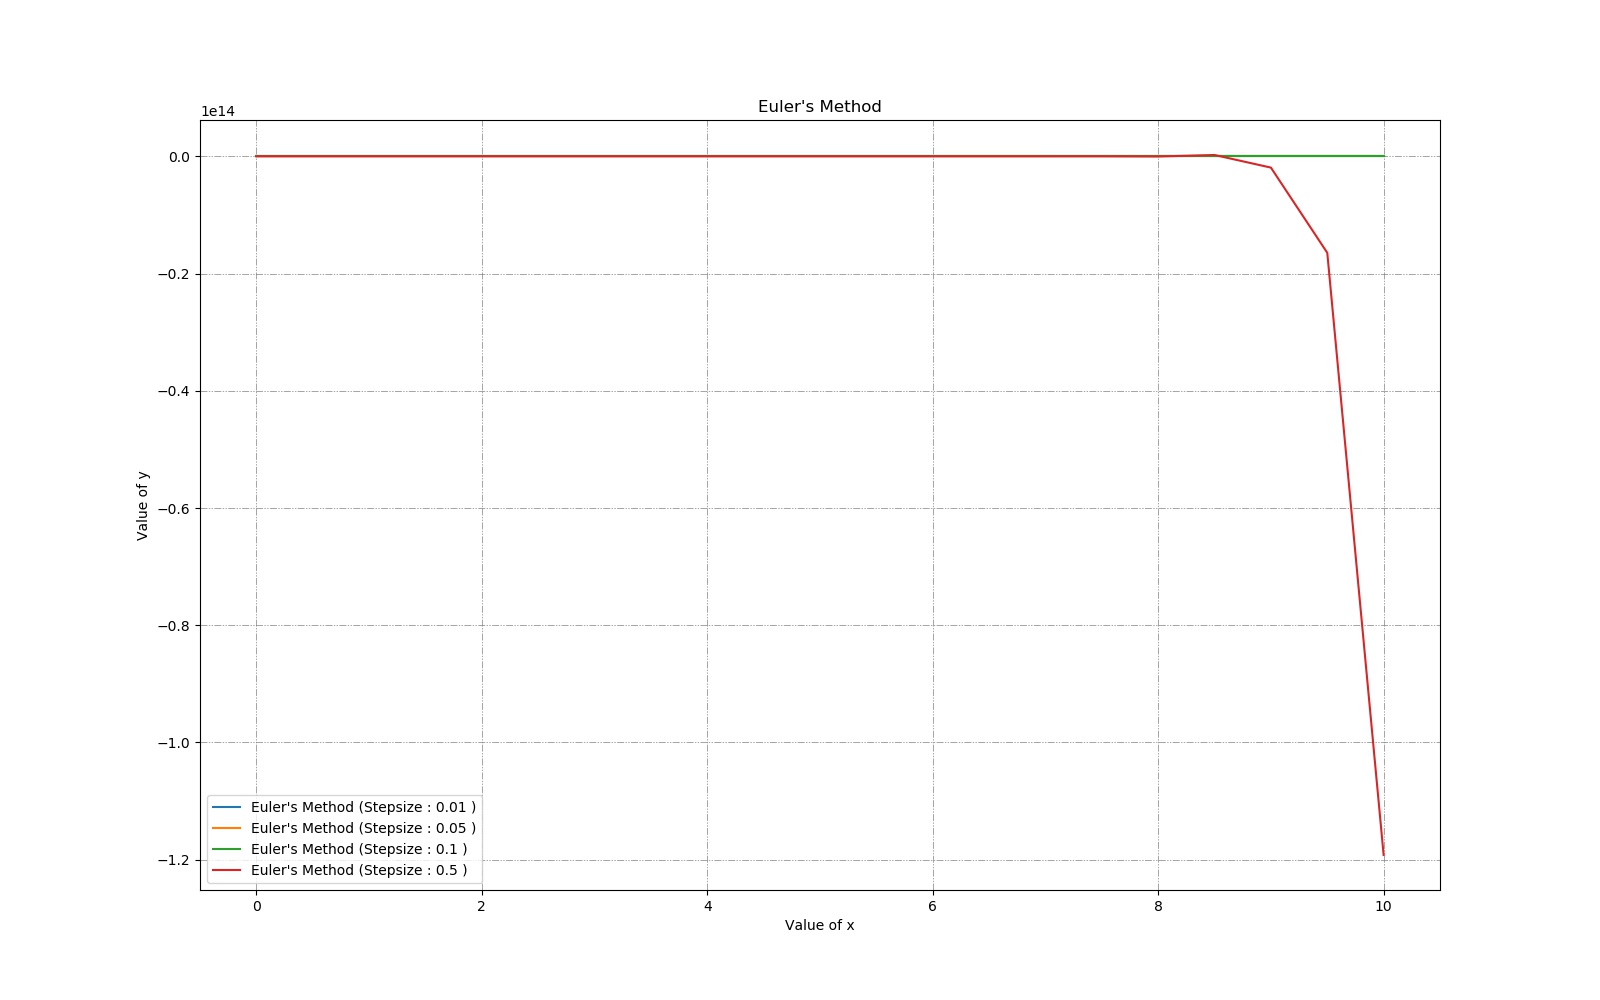 Euler's Method
1e14
0.0
−0.2
−0.4
−0.6
−0.8
−1.0
−1.2
Value of y
Euler's Method (Stepsize : 0.01 )
Euler's Method (Stepsize : 0.05 )
Euler's Method (Stepsize : 0.1 )
Euler's Method (Stepsize : 0.5 )
0 2 4 6 8 10
Value of x